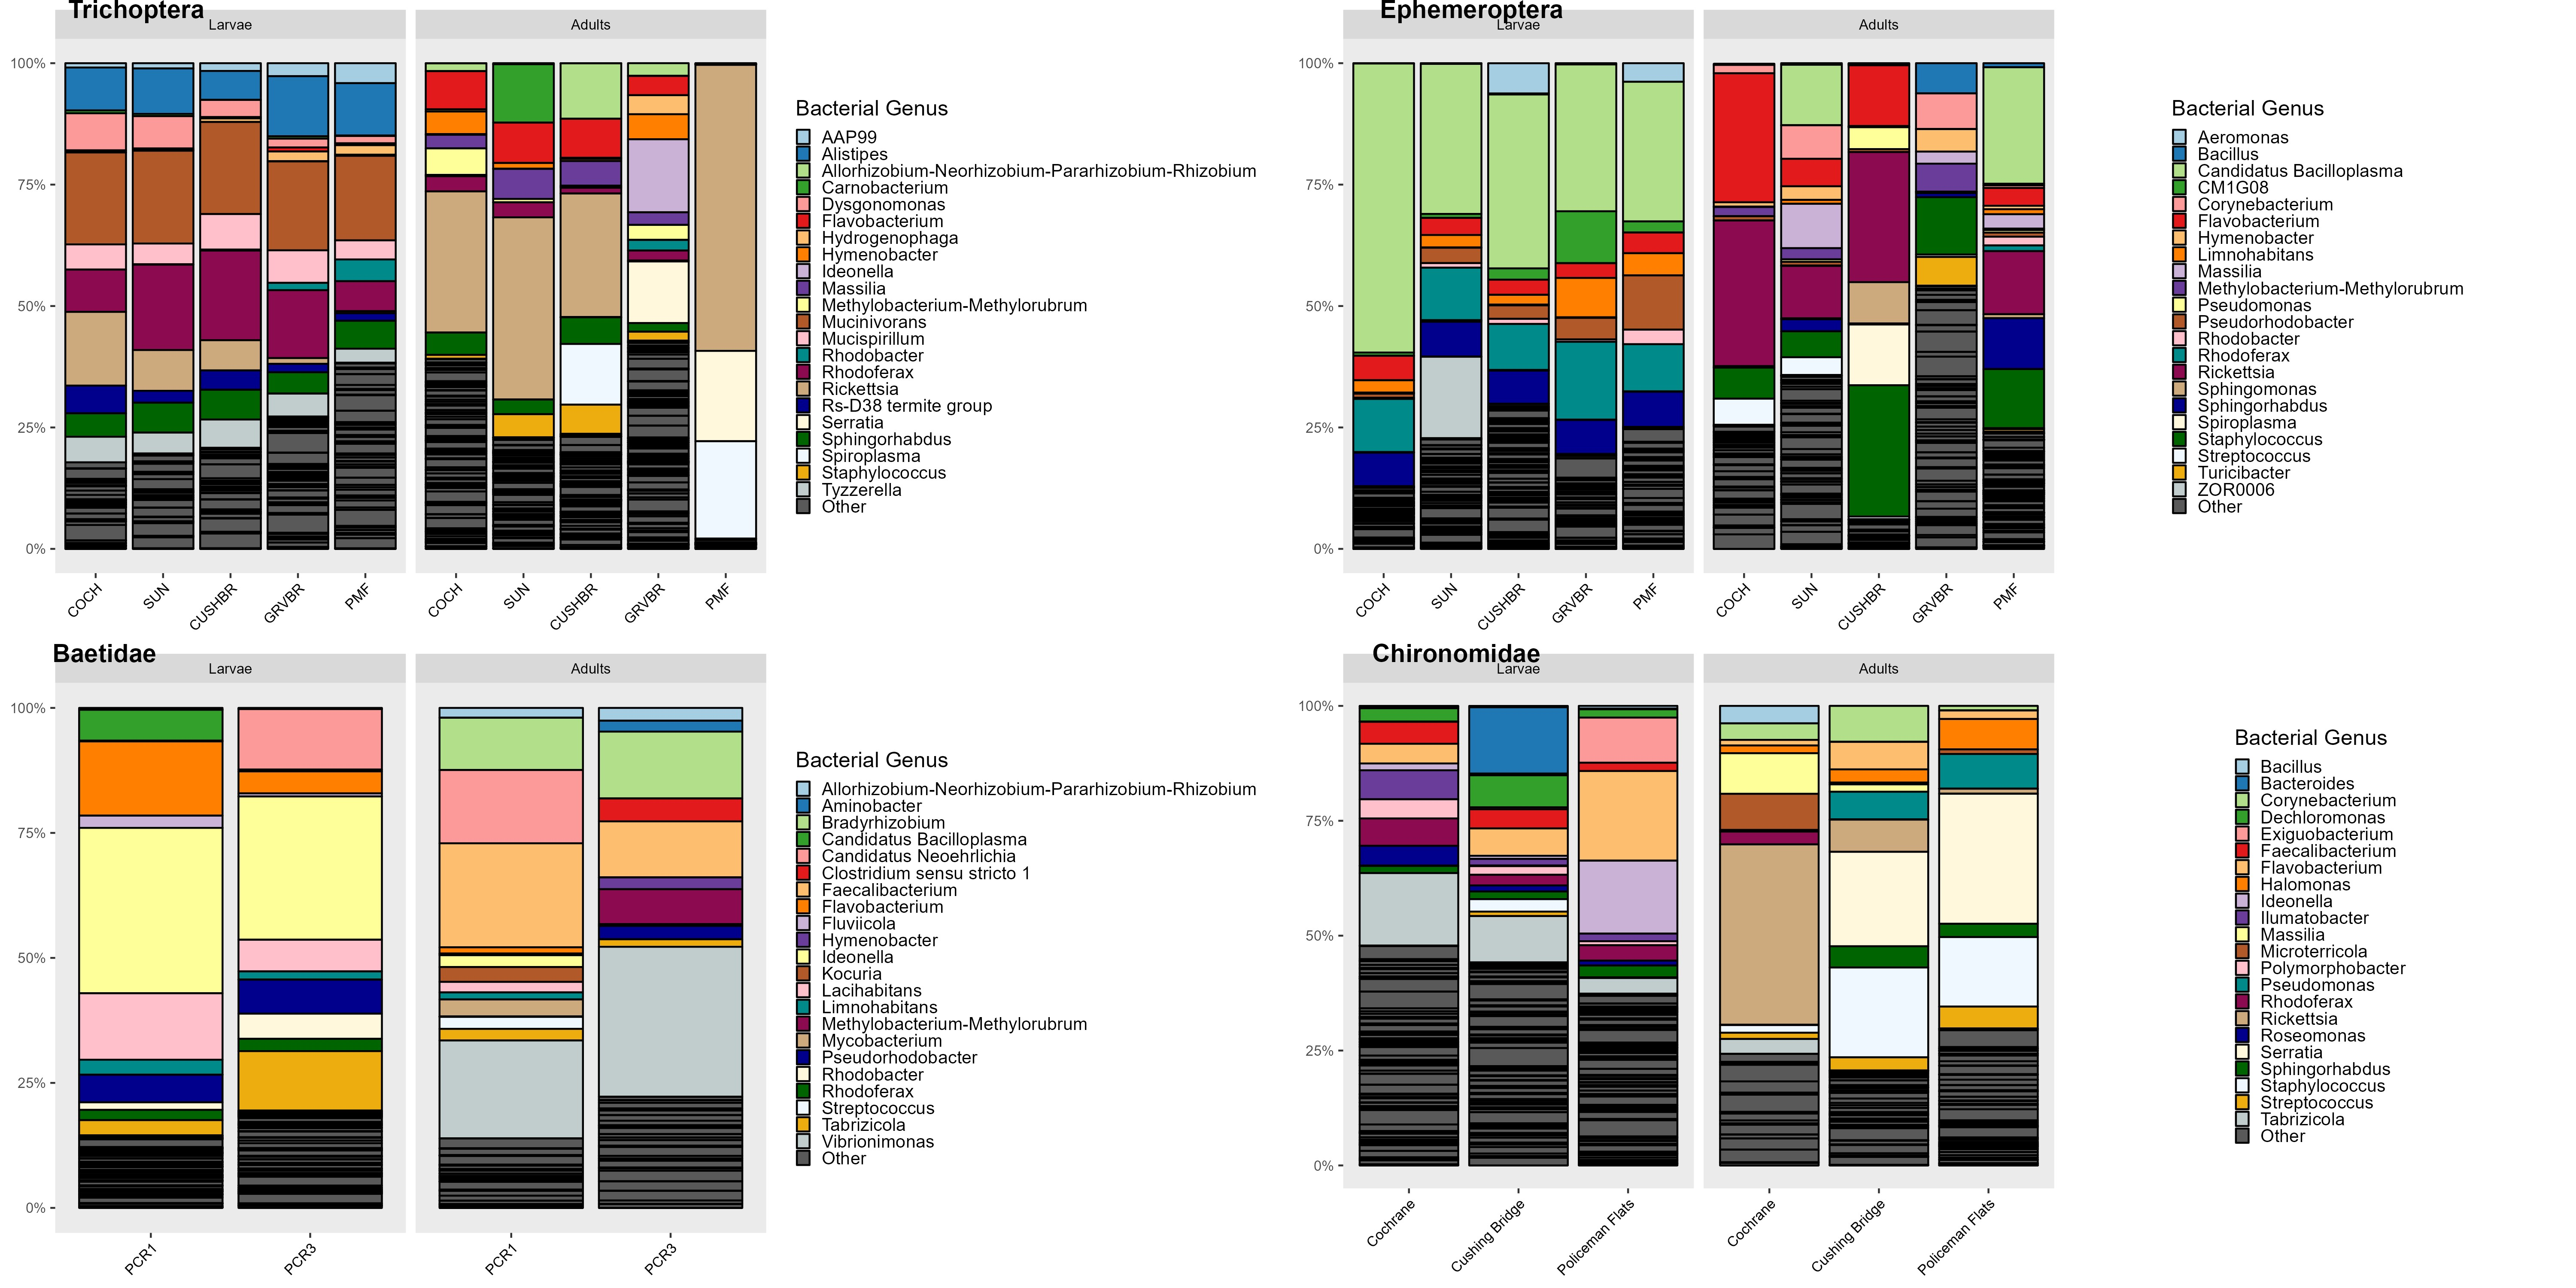 Trichoptera
Larvae
Adults
100%
75%
50%
25%
0%
COCH
SUN
CUSHBR
GRVBR
PMF
COCH
SUN
CUSHBR
GRVBR
PMF
Bacterial Genus
AAP99
Alistipes
Allorhizobium-Neorhizobium-Pararhizobium-Rhizobium
Carnobacterium
Dysgonomonas
Flavobacterium
Hydrogenophaga
Hymenobacter
Ideonella
Massilia
Methylobacterium-Methylorubrum
Mucinivorans
Mucispirillum
Rhodobacter
Rhodoferax
Rickettsia
Rs-D38 termite group
Serratia
Sphingorhabdus
Spiroplasma
Staphylococcus
Tyzzerella
Other
Ephemeroptera
Larvae
Adults
100%
75%
50%
25%
0%
COCH
SUN
CUSHBR
GRVBR
PMF
COCH
SUN
CUSHBR
GRVBR
PMF
Bacterial Genus
Aeromonas
Bacillus
Candidatus Bacilloplasma
CM1G08
Corynebacterium
Flavobacterium
Hymenobacter
Limnohabitans
Massilia
Methylobacterium-Methylorubrum
Pseudomonas
Pseudorhodobacter
Rhodobacter
Rhodoferax
Rickettsia
Sphingomonas
Sphingorhabdus
Spiroplasma
Staphylococcus
Streptococcus
Turicibacter
ZOR0006
Other
Baetidae
Larvae
Adults
100%
75%
50%
25%
0%
PCR1
PCR3
PCR1
PCR3
Bacterial Genus
Allorhizobium-Neorhizobium-Pararhizobium-Rhizobium
Aminobacter
Bradyrhizobium
Candidatus Bacilloplasma
Candidatus Neoehrlichia
Clostridium sensu stricto 1
Faecalibacterium
Flavobacterium
Fluviicola
Hymenobacter
Ideonella
Kocuria
Lacihabitans
Limnohabitans
Methylobacterium-Methylorubrum
Mycobacterium
Pseudorhodobacter
Rhodobacter
Rhodoferax
Streptococcus
Tabrizicola
Vibrionimonas
Other
Chironomidae
Larvae
Adults
100%
75%
50%
25%
0%
Cochrane
Cushing Bridge
Policeman Flats
Cochrane
Cushing Bridge
Policeman Flats
Bacterial Genus
Bacillus
Bacteroides
Corynebacterium
Dechloromonas
Exiguobacterium
Faecalibacterium
Flavobacterium
Halomonas
Ideonella
Ilumatobacter
Massilia
Microterricola
Polymorphobacter
Pseudomonas
Rhodoferax
Rickettsia
Roseomonas
Serratia
Sphingorhabdus
Staphylococcus
Streptococcus
Tabrizicola
Other